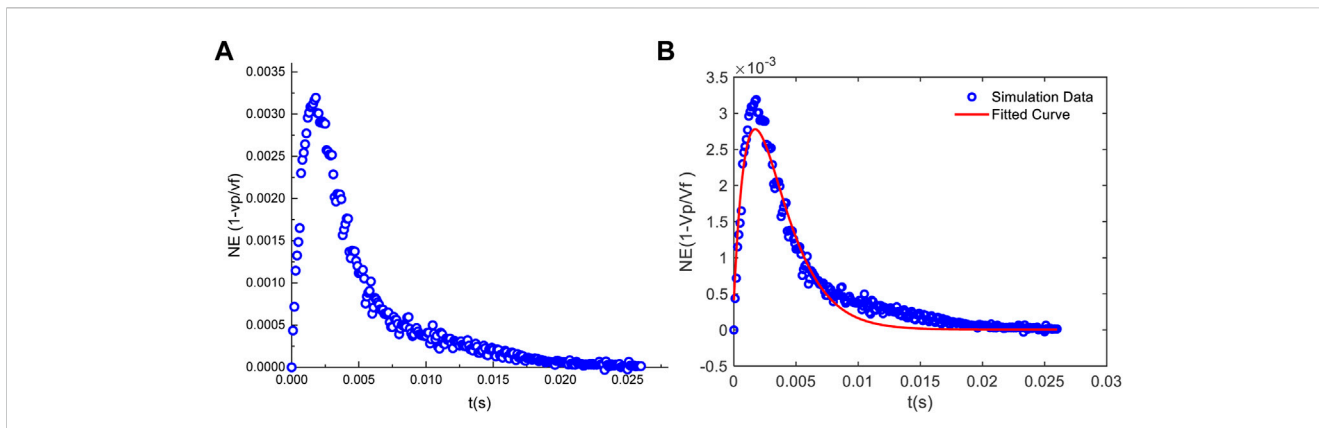 A
NE (1-vp/vf)
0.0035
0.0030
0.0025
0.0020
0.0015
0.0010
0.0005
0.0000
0.000 0.005 0.010 0.015 0.020 0.025
t(s)
B
×10⁻³
NE(1-Vp/Vf )
3.5
3
2.5
2
1.5
1
0.5
0
-0.5
0 0.005 0.01 0.015 0.02 0.025 0.03
t(s)
Simulation Data
Fitted Curve